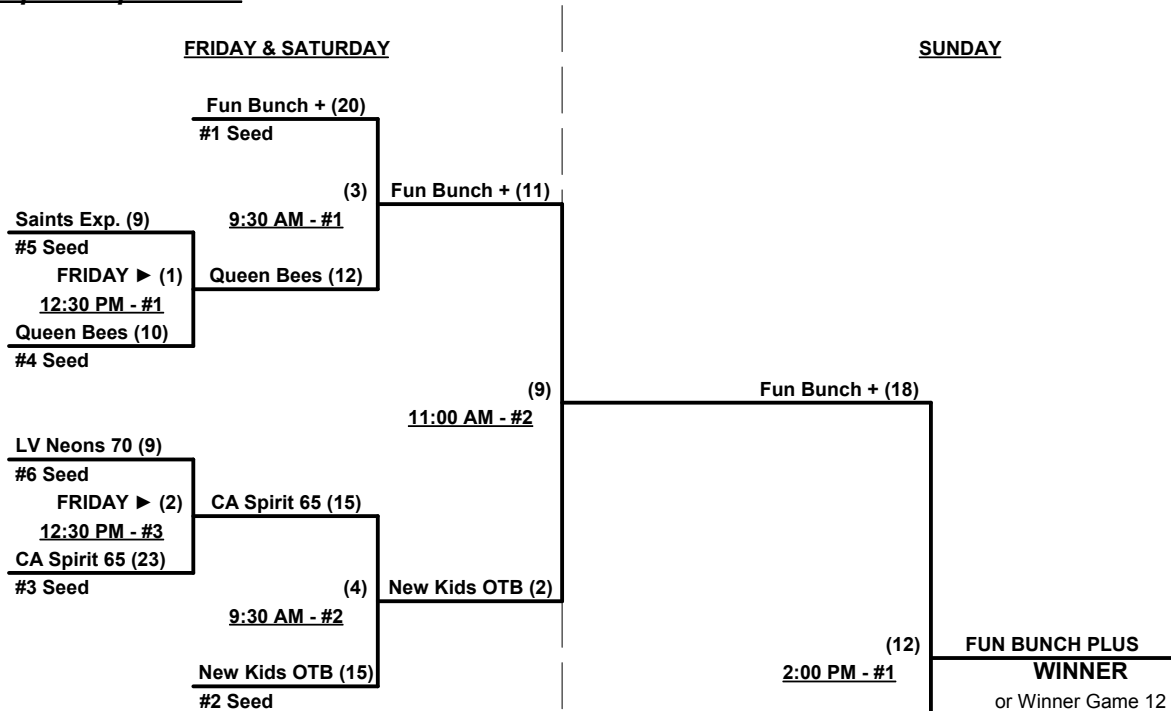 FRIDAY & SATURDAY
SUNDAY
Fun Bunch + (20)
#1 Seed
(3)
9:30 AM - #1
Fun Bunch + (11)
Saints Exp. (9)
#5 Seed
FRIDAY ► (1)
12:30 PM - #1
Queen Bees (12)
Queen Bees (10)
#4 Seed
(9)
11:00 AM - #2
Fun Bunch + (18)
LV Neons 70 (9)
#6 Seed
FRIDAY ► (2)
12:30 PM - #3
CA Spirit 65 (15)
CA Spirit 65 (23)
#3 Seed
(4)
9:30 AM - #2
New Kids OTB (2)
New Kids OTB (15)
#2 Seed
(12)
2:00 PM - #1
FUN BUNCH PLUS
WINNER
or Winner Game 12